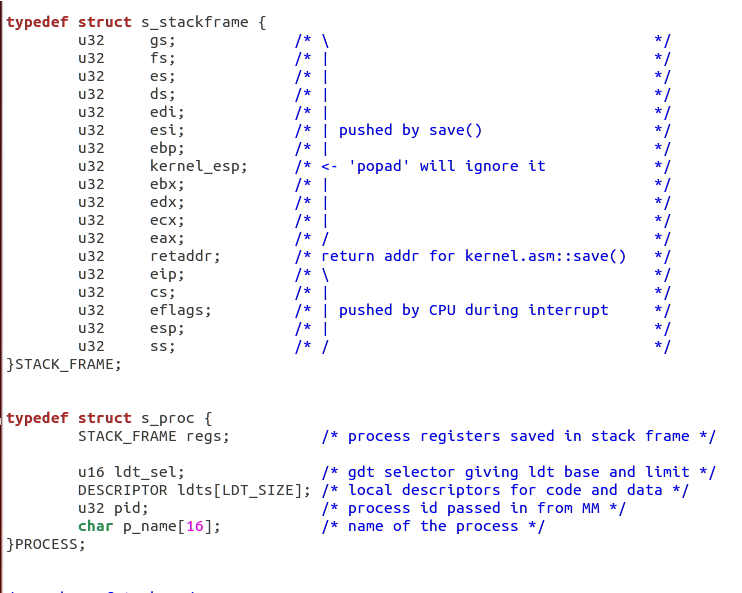 typedef struct s_stackframe {
        u32     gs;             /* \                                    */
        u32     fs;             /* |                                    */
        u32     es;             /* |                                    */
        u32     ds;             /* |                                    */
        u32     edi;            /* |                                    */
        u32     esi;            /* | pushed by save()                   */
        u32     ebp;            /* |                                    */
        u32     kernel_esp;     /* <- 'popad' will ignore it            */
        u32     ebx;            /* |                                    */
        u32     edx;            /* |                                    */
        u32     ecx;            /* |                                    */
        u32     eax;            /* /                                    */
        u32     retaddr;        /* return addr for kernel.asm::save()   */
        u32     eip;            /* \                                    */
        u32     cs;             /* |                                    */
        u32     eflags;         /* | pushed by CPU during interrupt     */
        u32     esp;            /* |                                    */
        u32     ss;             /* /                                    */
}STACK_FRAME;
typedef struct s_proc {
        STACK_FRAME regs;          /* process registers saved in stack frame */
        u16 ldt_sel;               /* gdt selector giving ldt base and limit */
        DESCRIPTOR ldts[LDT_SIZE]; /* local descriptors for code and data */
        u32 pid;                   /* process id passed in from MM */
        char p_name[16];           /* name of the process */
}PROCESS;